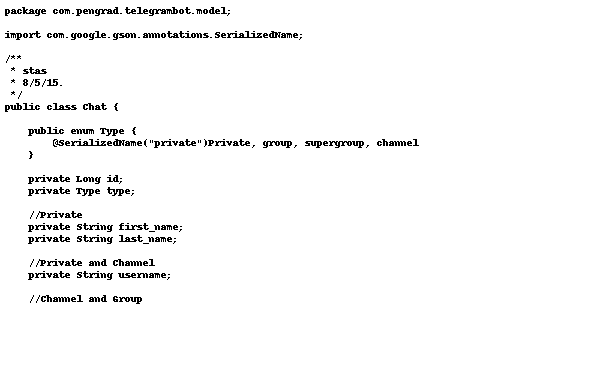 package com.pengrad.telegrambot.model;

import com.google.gson.annotations.SerializedName;

/**
 * stas
 * 8/5/15.
 */
public class Chat {

    public enum Type {
        @SerializedName("private")Private, group, supergroup, channel
    }

    private Long id;
    private Type type;

    //Private
    private String first_name;
    private String last_name;

    //Private and Channel
    private String username;

    //Channel and Group